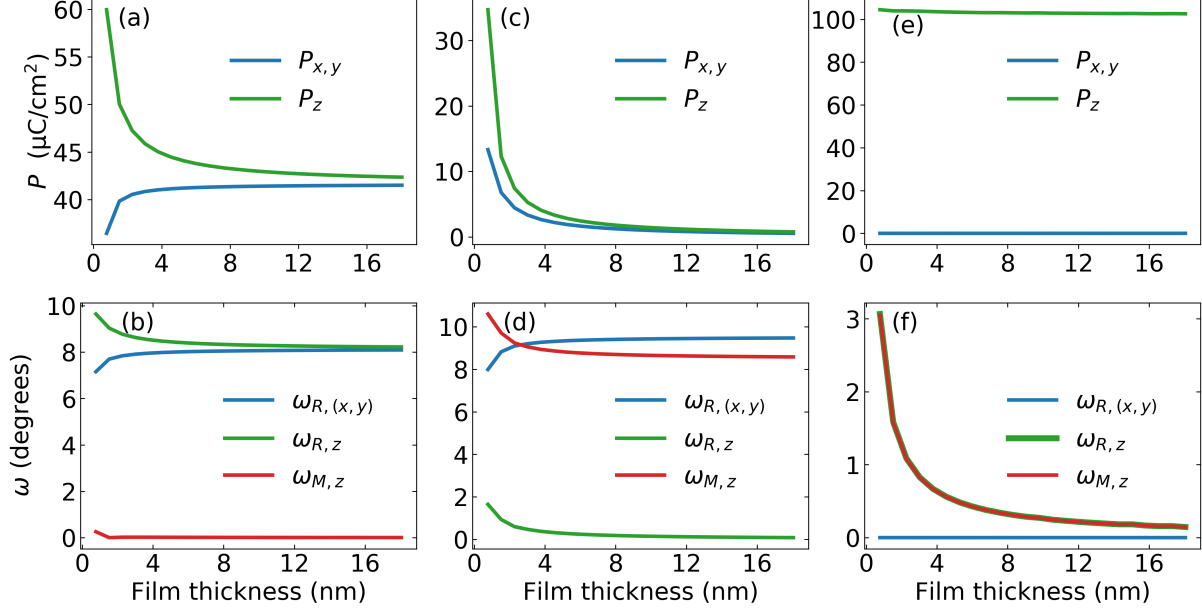 (a)
60
55
50
45
40
P (μC/cm²)
P_{x, y}
P_z
0 4 8 12 16
(c)
30
20
10
0
P_{x, y}
P_z
0 4 8 12 16
(e)
100
80
60
40
20
0
P_{x, y}
P_z
0 4 8 12 16
(b)
10
8
6
4
2
0
ω (degrees)
ω_{R, (x, y)}
ω_{R, z}
ω_{M, z}
0 4 8 12 16
Film thickness (nm)
(d)
10
8
6
4
2
0
ω_{R, (x, y)}
ω_{R, z}
ω_{M, z}
0 4 8 12 16
Film thickness (nm)
(f)
3
2
1
0
ω_{R, (x, y)}
ω_{R, z}
ω_{M, z}
0 4 8 12 16
Film thickness (nm)